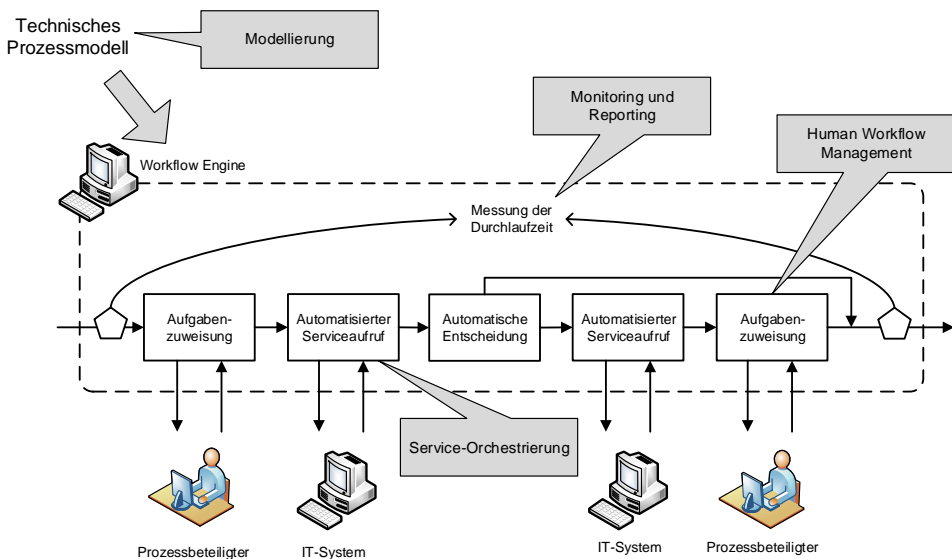 Technisches
Prozessmodell
Modellierung
Monitoring und
Reporting
Human Workflow
Management
Workflow Engine
Messung der
Durchlaufzeit
Aufgaben-
zuweisung
Automatisierter
Serviceaufruf
Automatische
Entscheidung
Automatisierter
Serviceaufruf
Aufgaben-
zuweisung
Service-Orchestrierung
Prozessbeteiligter
IT-System
IT-System
Prozessbeteiligter